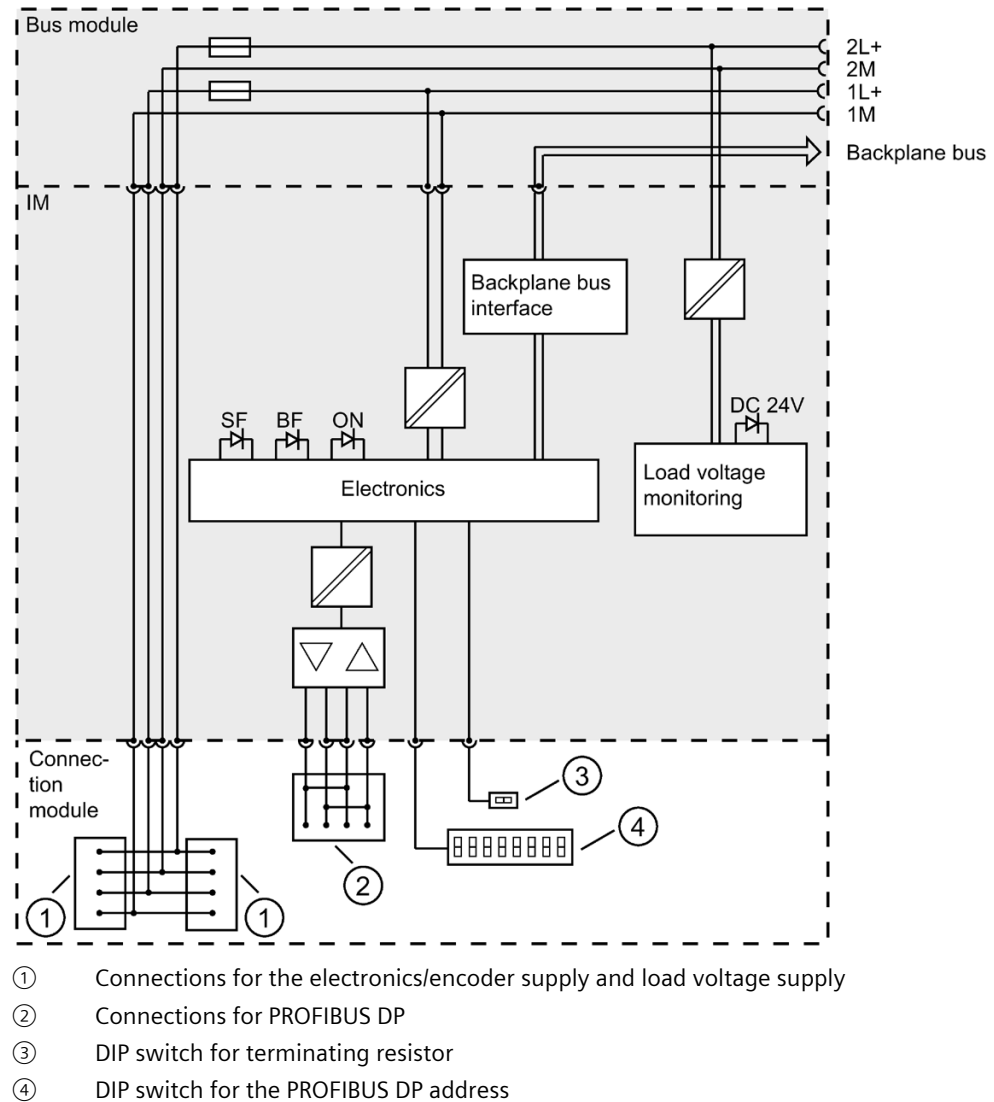 Bus module
2L+
2M
1L+
1M
Backplane bus
IM
Backplane bus
interface
SF BF ON
DC 24V
Electronics
Load voltage
monitoring
Connec-
tion
module
3
4
2
1
1
① Connections for the electronics/encoder supply and load voltage supply
② Connections for PROFIBUS DP
③ DIP switch for terminating resistor
④ DIP switch for the PROFIBUS DP address